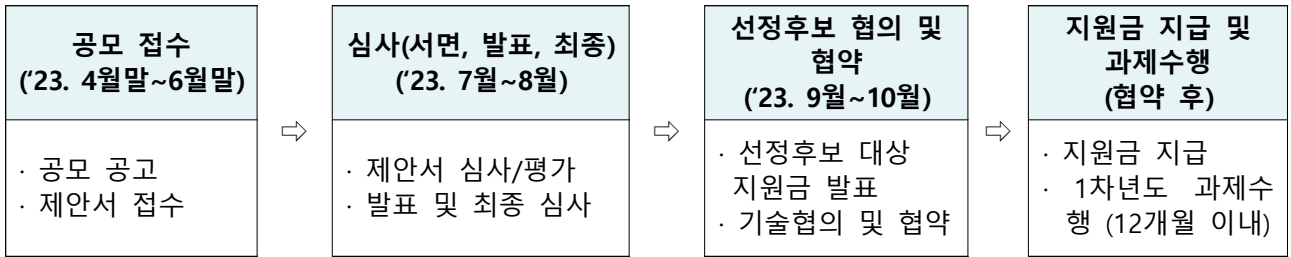 공모 접수
(‘23. 4월말~6월말)
· 공모 공고
· 제안서 접수
⇨
심사(서면, 발표, 최종)
(‘23. 7월~8월)
· 제안서 심사/평가
· 발표 및 최종 심사
⇨
선정후보 협의 및
협약
(‘23. 9월~10월)
· 선정후보 대상
지원금 발표
· 기술협의 및 협약
⇨
지원금 지급 및
과제수행
(협약 후)
· 지원금 지급
· 1차년도 과제수
행 (12개월 이내)